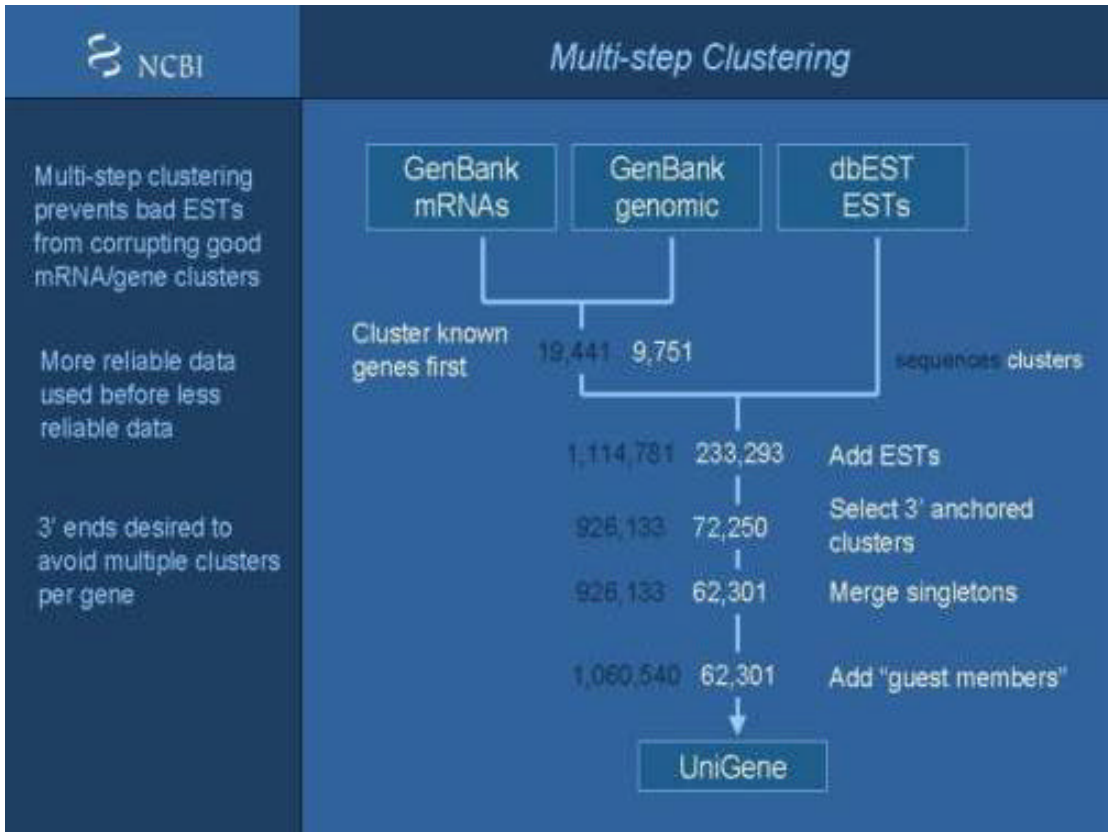 NCBI
Multi-step Clustering
Multi-step clustering
prevents bad ESTs
from corrupting good
mRNA/gene clusters
More reliable data
used before less
reliable data
3' ends desired to
avoid multiple clusters
per gene
GenBank
mRNAs
GenBank
genomic
dbEST
ESTs
Cluster known
genes first
19,441 9,751
sequences clusters
1,114,781 233,293 Add ESTs
926,133 72,250 Select 3' anchored
clusters
926,133 62,301 Merge singletons
1,060,540 62,301 Add "guest members"
UniGene